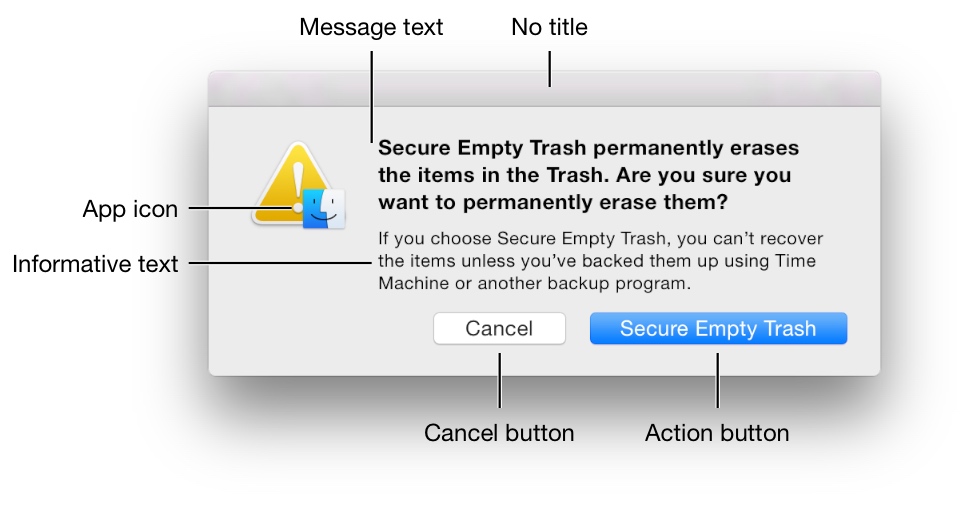 Message text
No title
Secure Empty Trash permanently erases
the items in the Trash. Are you sure you
want to permanently erase them?
App icon
If you choose Secure Empty Trash, you can’t recover
the items unless you’ve backed them up using Time
Machine or another backup program.
Informative text
Cancel
Secure Empty Trash
Cancel button
Action button